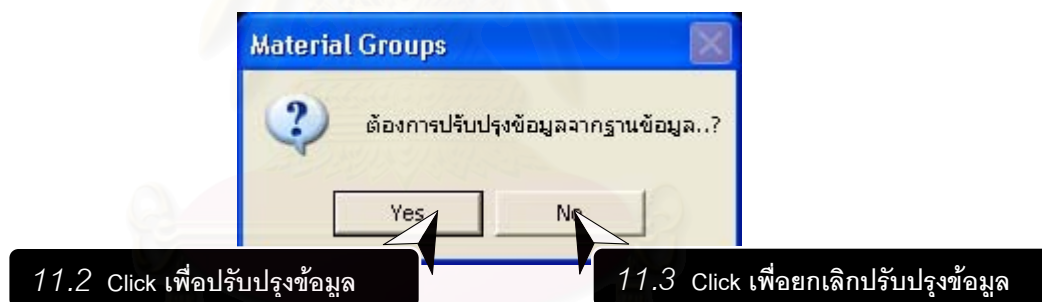 Material Groups
ต้องการปรับปรุงข้อมูลจากฐานข้อมูล..?
Yes No
11.2 Click เพื่อปรับปรุงข้อมูล 11.3 Click เพื่อยกเลิกปรับปรุงข้อมูล